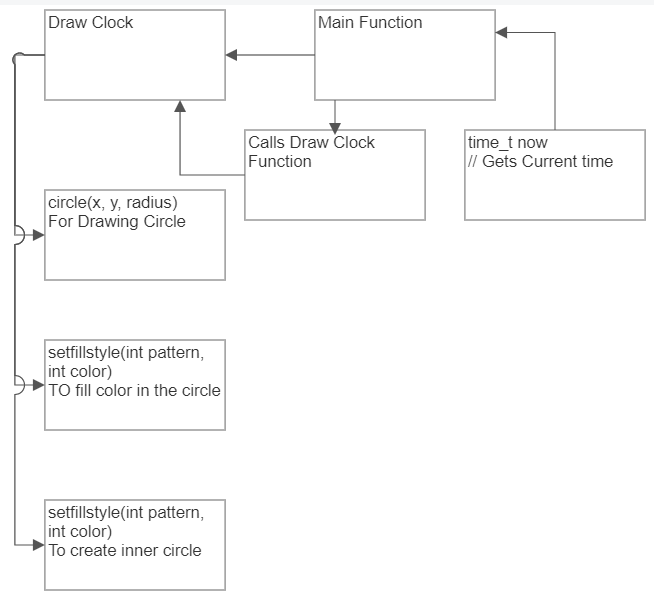 Draw Clock
Main Function
Calls Draw Clock
Function
time_t now
// Gets Current time
circle(x, y, radius)
For Drawing Circle
setfillstyle(int pattern,
int color)
TO fill color in the circle
setfillstyle(int pattern,
int color)
To create inner circle